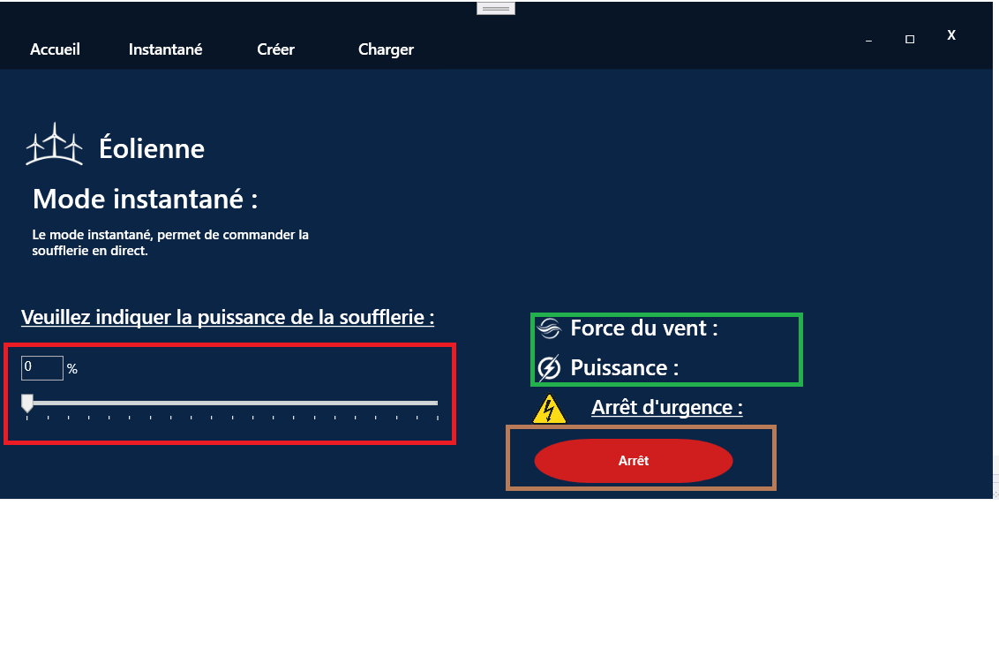 Accueil Instantané Créer Charger _ □ X
Éolienne
Mode instantané :
Le mode instantané, permet de commander la
soufflerie en direct.
Veuillez indiquer la puissance de la soufflerie :
0 %
Force du vent :
Puissance :
Arrêt d'urgence :
Arrêt